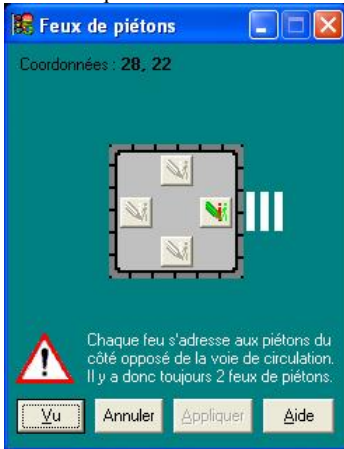 Feux de piétons
Coordonnées : 28, 22
Chaque feu s'adresse aux piétons du
côté opposé de la voie de circulation.
Il y a donc toujours 2 feux de piétons.
Vu Annuler Appliquer Aide